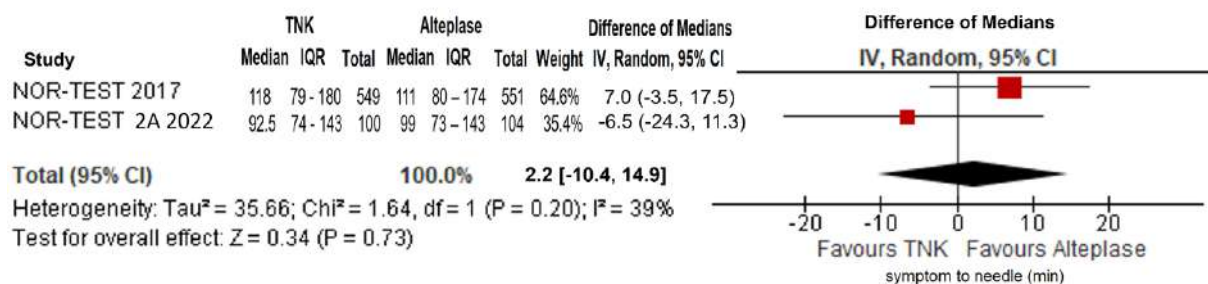 TNK Alteplase Difference of Medians Difference of Medians
Study Median IQR Total Median IQR Total Weight IV, Random, 95% CI IV, Random, 95% CI
NOR-TEST 2017 118 79-180 549 111 80–174 551 64.6% 7.0 (-3.5, 17.5)
NOR-TEST 2A 2022 92.5 74-143 100 99 73–143 104 35.4% -6.5 (-24.3, 11.3)
Total (95% CI) 100.0% 2.2 [-10.4, 14.9]
Heterogeneity: Tau² = 35.66; Chi² = 1.64, df = 1 (P = 0.20); I² = 39%
Test for overall effect: Z = 0.34 (P = 0.73)
-20 -10 0 10 20
Favours TNK Favours Alteplase
symptom to needle (min)